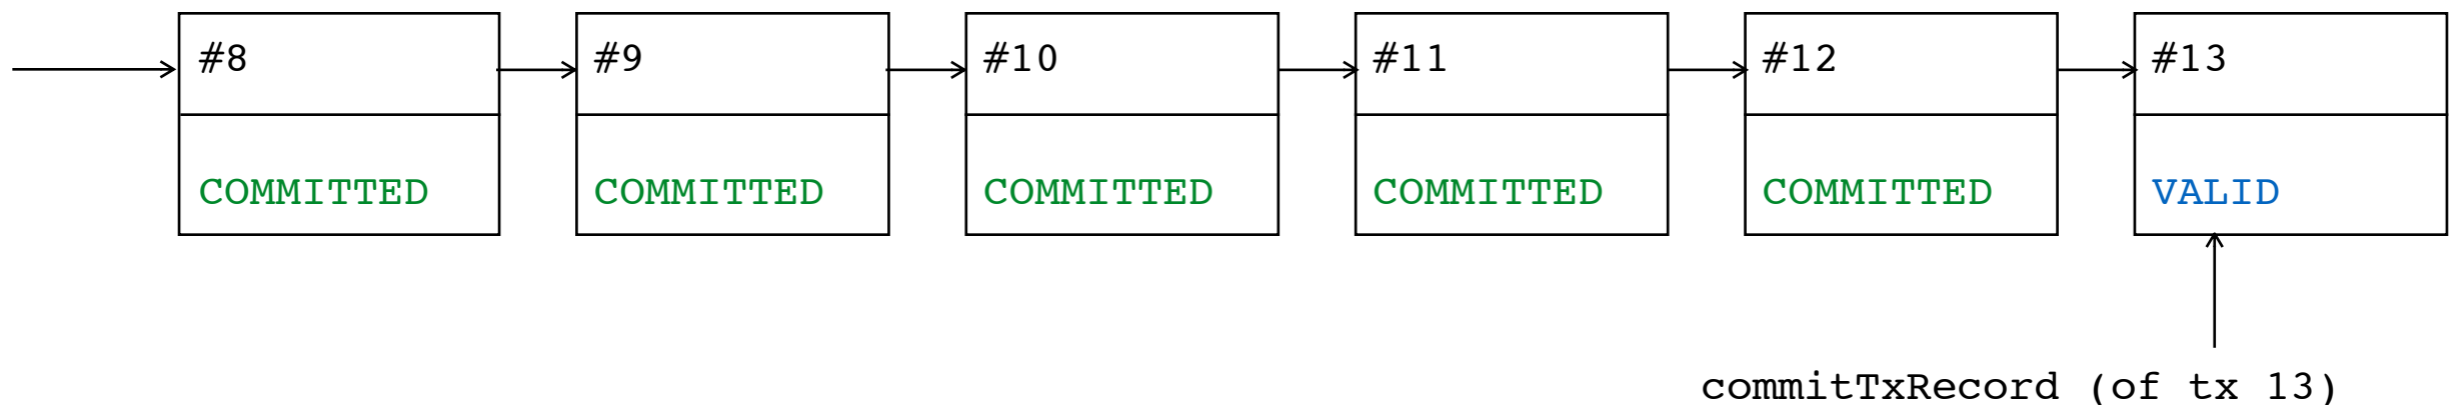 #8 #9 #10 #11 #12 #13
COMMITTED COMMITTED COMMITTED COMMITTED COMMITTED VALID
commitTxRecord (of tx 13)